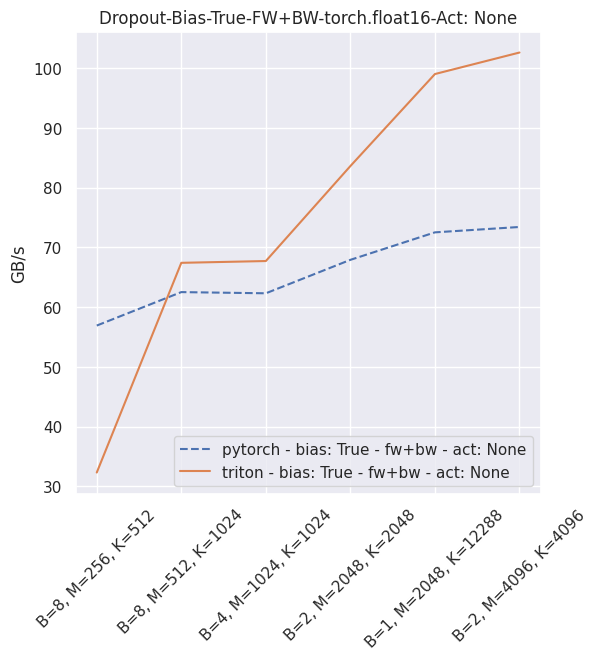 Dropout-Bias-True-FW+BW-torch.float16-Act: None
GB/s
100
90
80
70
60
50
40
30
pytorch - bias: True - fw+bw - act: None
triton - bias: True - fw+bw - act: None
B=8, M=256, K=512
B=8, M=512, K=1024
B=4, M=1024, K=1024
B=2, M=2048, K=2048
B=1, M=2048, K=12288
B=2, M=4096, K=4096